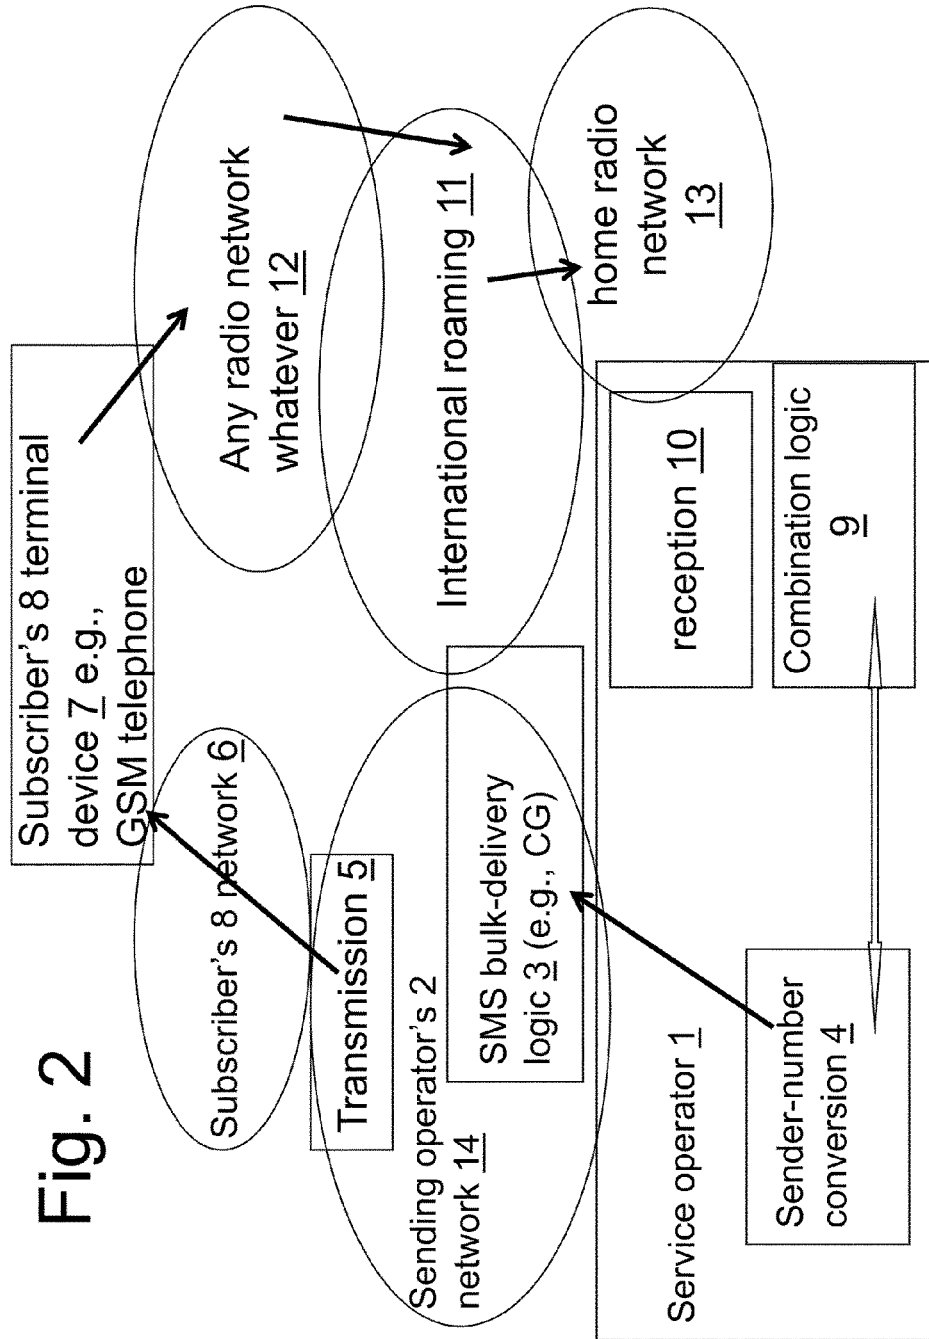 Fig. 2
Subscriber's 8 terminal
device 7 e.g.,
GSM telephone
Subscriber's 8 network 6
Any radio network
whatever 12
Transmission 5
Sending operator's 2
network 14
International roaming 11
SMS bulk-delivery
logic 3 (e.g., CG)
home radio
network
13
Service operator 1
reception 10
Sender-number
conversion 4
Combination logic
9